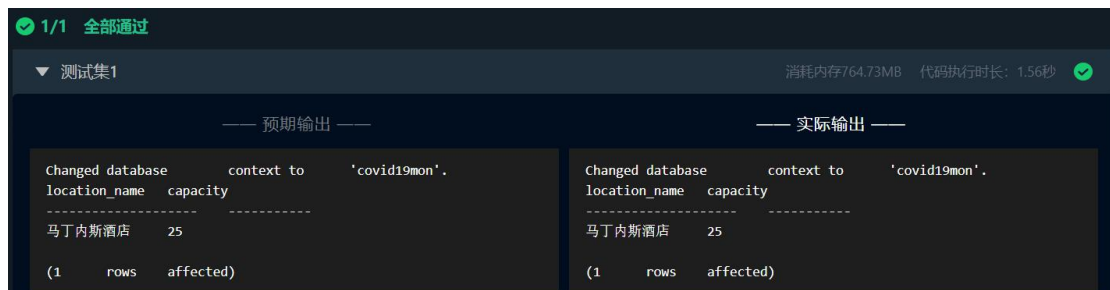 1/1 全部通过
测试集1 消耗内存764.73MB 代码执行时长：1.56秒
—— 预期输出 ——
Changed database context to 'covid19mon'.
location_name capacity
-------------------- -----------
马丁内斯酒店 25
(1 rows affected)
—— 实际输出 ——
Changed database context to 'covid19mon'.
location_name capacity
-------------------- -----------
马丁内斯酒店 25
(1 rows affected)